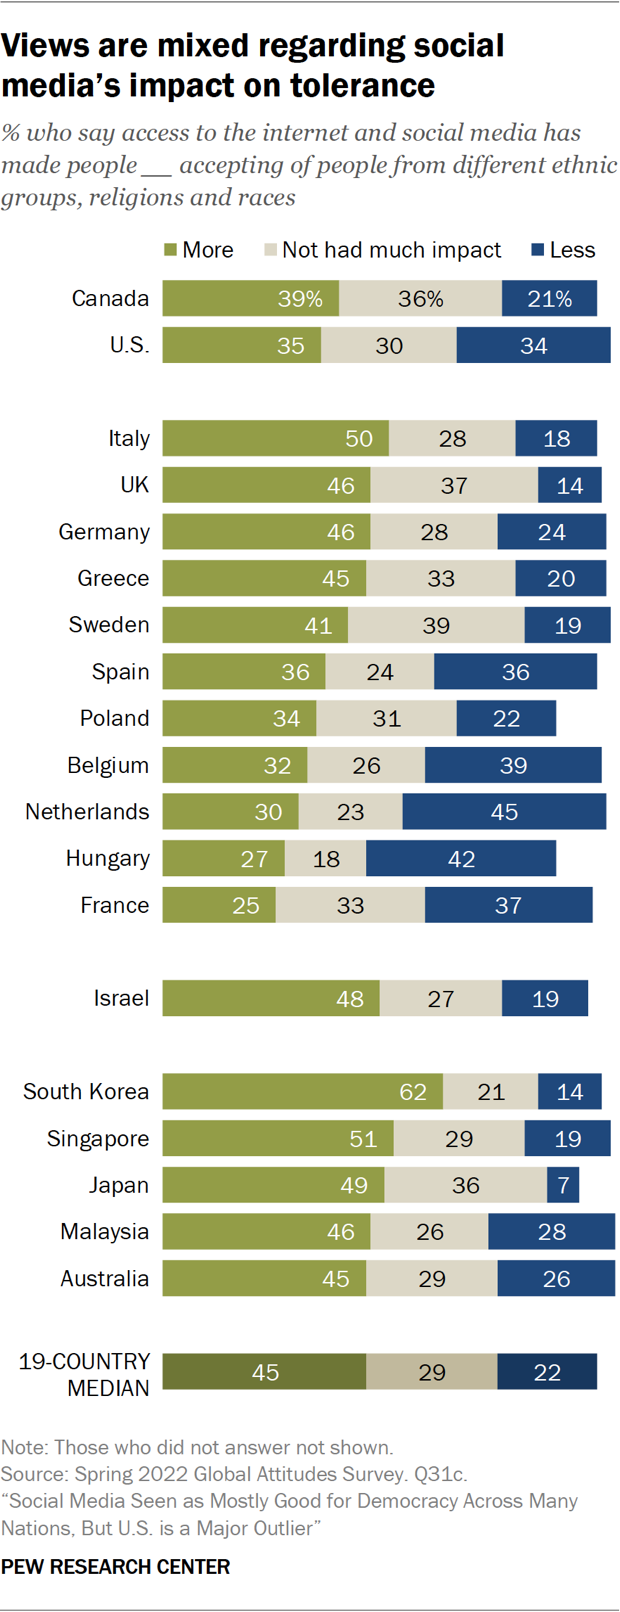 Views are mixed regarding social
media’s impact on tolerance
% who say access to the internet and social media has
made people __ accepting of people from different ethnic
groups, religions and races
More Not had much impact Less
Canada 39% 36% 21%
U.S. 35 30 34
Italy 50 28 18
UK 46 37 14
Germany 46 28 24
Greece 45 33 20
Sweden 41 39 19
Spain 36 24 36
Poland 34 31 22
Belgium 32 26 39
Netherlands 30 23 45
Hungary 27 18 42
France 25 33 37
Israel 48 27 19
South Korea 62 21 14
Singapore 51 29 19
Japan 49 36 7
Malaysia 46 26 28
Australia 45 29 26
19-COUNTRY
MEDIAN 45 29 22
Note: Those who did not answer not shown.
Source: Spring 2022 Global Attitudes Survey. Q31c.
“Social Media Seen as Mostly Good for Democracy Across Many
Nations, But U.S. is a Major Outlier”
PEW RESEARCH CENTER